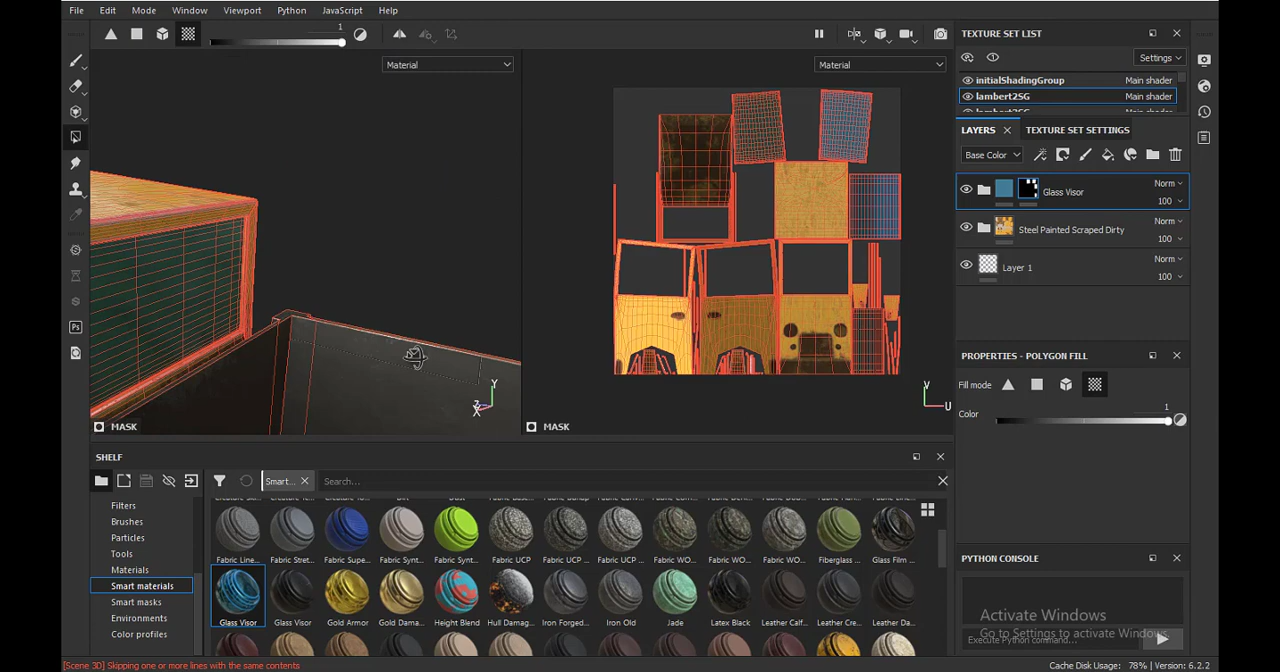 File Edit Mode Window Viewport Python JavaScript Help
1
Material
Material
TEXTURE SET LIST
Settings
initialShadingGroup Main shader
lambert2SG Main shader
LAYERS TEXTURE SET SETTINGS
Base Color
Glass Visor Norm 100
Steel Painted Scraped Dirty Norm 100
Layer 1 Norm 100
Y
Z
X
V
U
MASK
MASK
PROPERTIES - POLYGON FILL
Fill mode
Color 1
Ps
SHELF
Smart... Search...
Filters
Brushes
Particles
Tools
Materials
Smart materials
Smart masks
Environments
Color profiles
Fabric Line... Fabric Stret... Fabric Supe... Fabric Synt... Fabric Synt... Fabric UCP Fabric UCP ... Fabric UCP ... Fabric WO... Fabric WO... Fabric WO... Fiberglass ... Glass Film ...
Glass Visor Glass Visor Gold Armor Gold Dama... Height Blend Hull Damag... Iron Forged... Iron Old Jade Latex Black Leather Calf... Leather Cre... Leather Da...
PYTHON CONSOLE
Activate Windows
Go to Settings to activate Windows.
Execute Python command...
[Scene 3D] Skipping one or more lines with the same contents
Cache Disk Usage: 78% | Version: 6.2.2